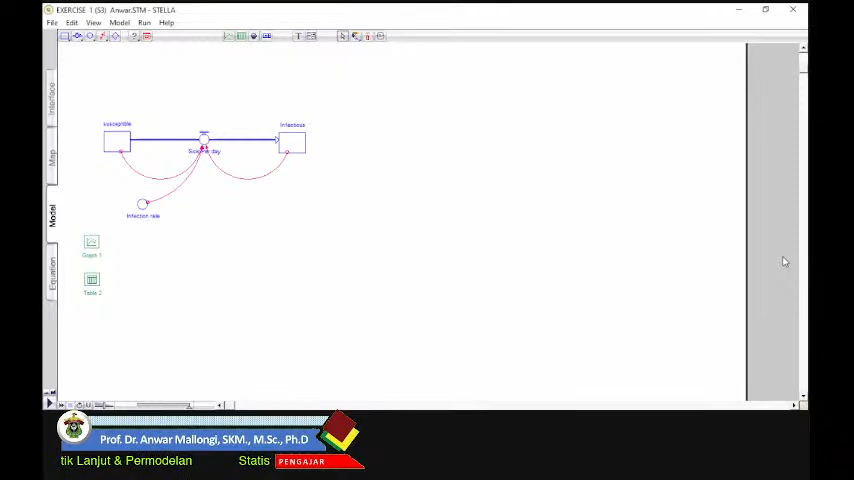 EXERCISE 1 (S3) Anwar.STM - STELLA
File Edit View Model Run Help
Interface
Map
Model
Equation
susceptible
Infectious
Infection rate
Graph 1
Table 2
Prof. Dr. Anwar Mallongi, SKM., M.Sc., Ph.D
tik Lanjut & Permodelan Statis
PENGAJAR